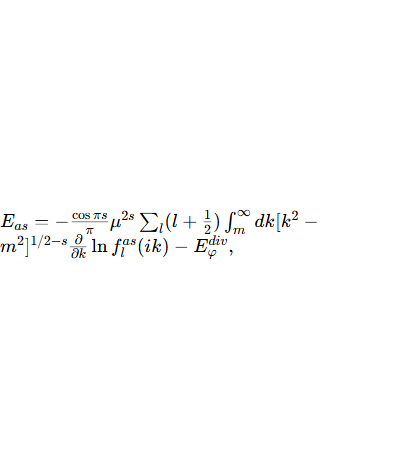 $E_{as} = -\frac{\cos \pi s}{\pi} \mu^{2s} \sum_l (l + \frac{1}{2}) \int_m^\infty dk [k^2 -$
$m^2]^{1/2-s} \frac{\partial}{\partial k} \ln f_l^{as}(ik) - E_\varphi^{div},$